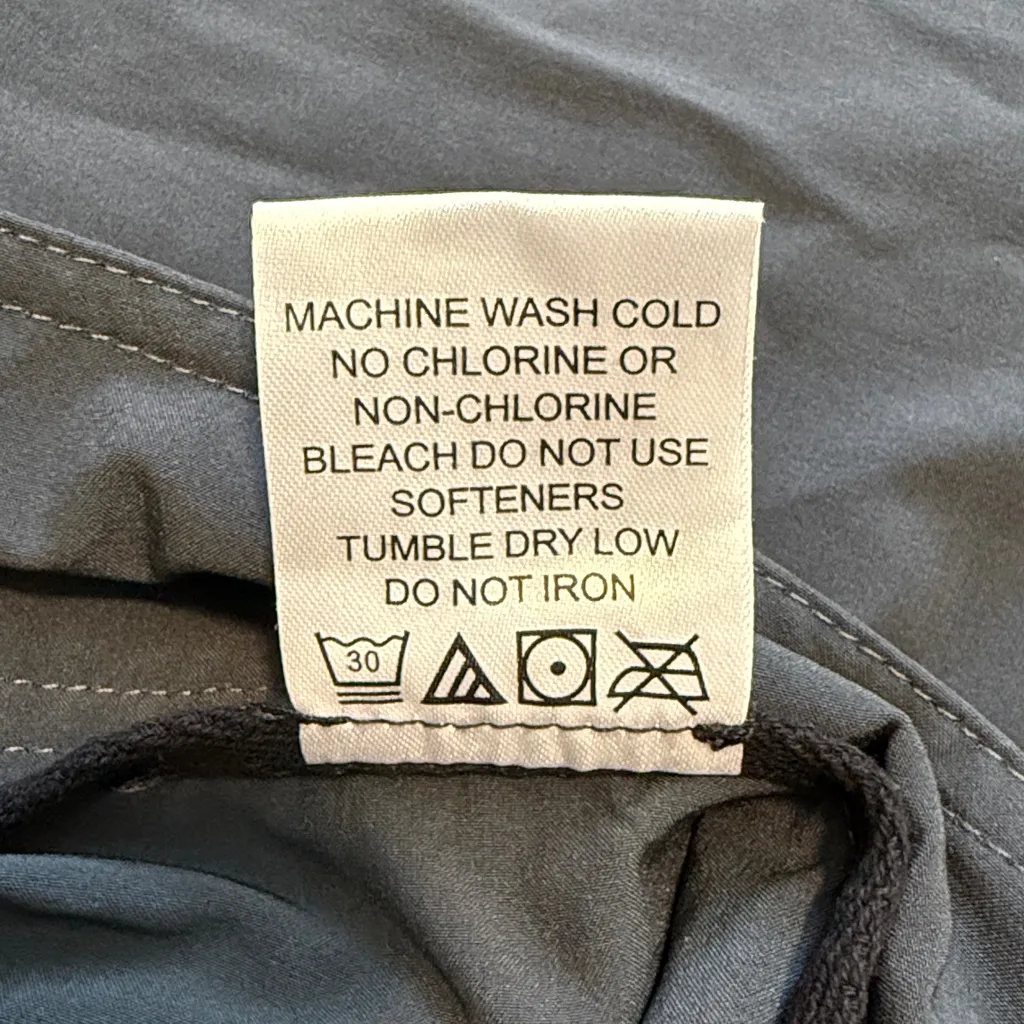 MACHINE WASH COLD
NO CHLORINE OR
NON-CHLORINE
BLEACH DO NOT USE
SOFTENERS
TUMBLE DRY LOW
DO NOT IRON
30